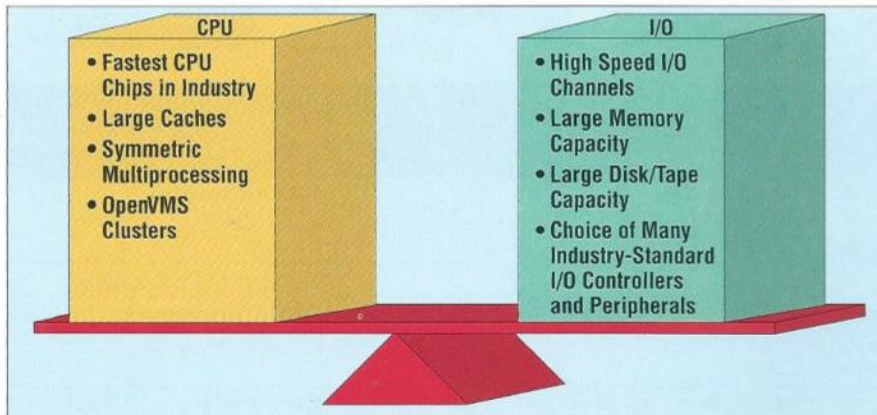 CPU
• Fastest CPU
Chips in Industry
• Large Caches
• Symmetric
Multiprocessing
• OpenVMS
Clusters
I/O
• High Speed I/O
Channels
• Large Memory
Capacity
• Large Disk/Tape
Capacity
• Choice of Many
Industry-Standard
I/O Controllers
and Peripherals